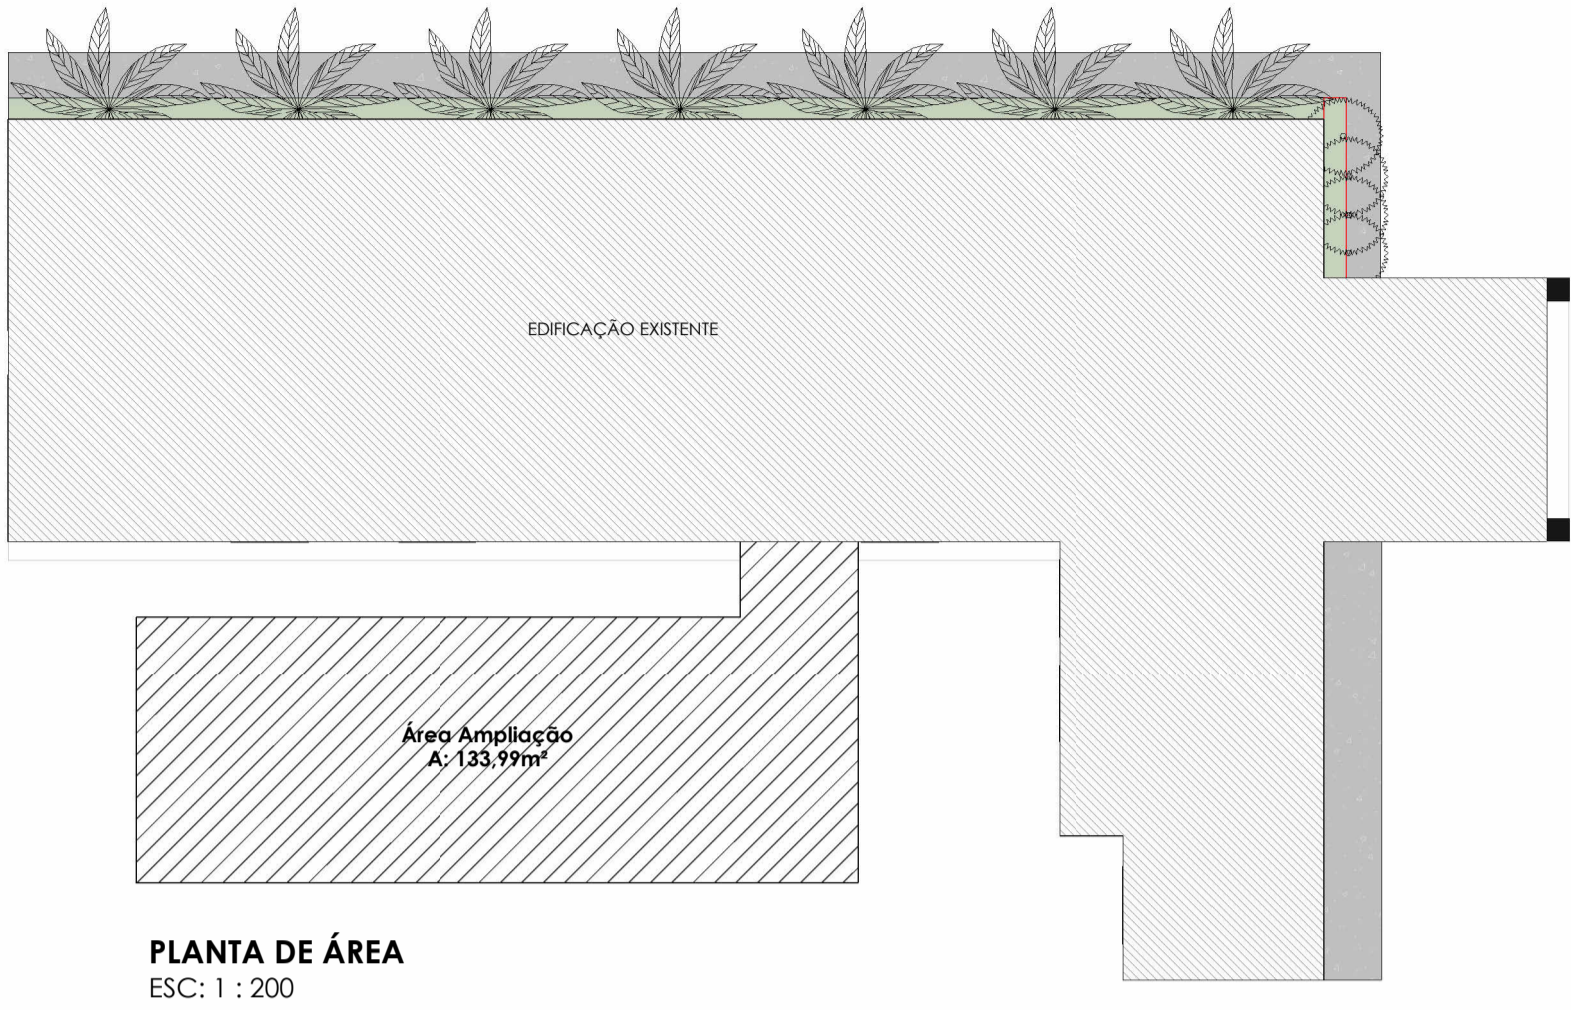 EDIFICAÇÃO EXISTENTE
Área Ampliação
A: 133,99m²
PLANTA DE ÁREA
ESC: 1 : 200